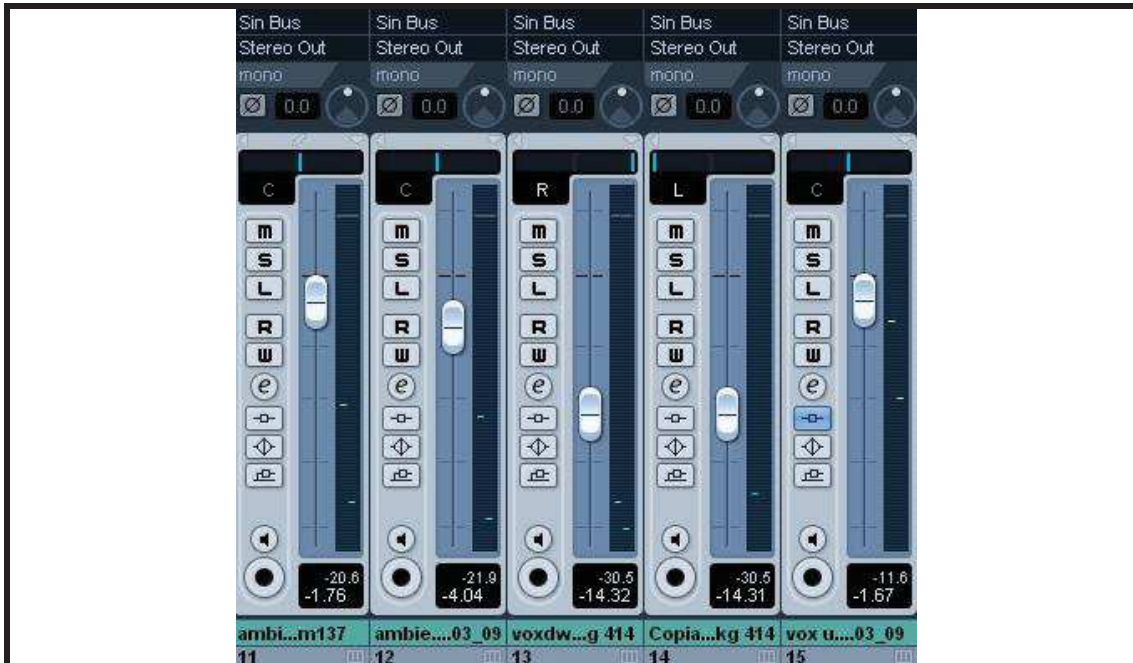 Sin Bus Sin Bus Sin Bus Sin Bus Sin Bus
Stereo Out Stereo Out Stereo Out Stereo Out Stereo Out
mono mono mono mono mono
0.0 0.0 0.0 0.0 0.0
C C R L C
m m m m m
S S S S S
L L L L L
R R R R R
W W W W W
e e e e e
-20.6 -21.9 -30.5 -30.5 -11.6
-1.76 -4.04 -14.32 -14.31 -1.67
ambi...m137 ambie....03_09 voxdw...g 414 Copia...kg 414 vox u....03_09
11 12 13 14 15